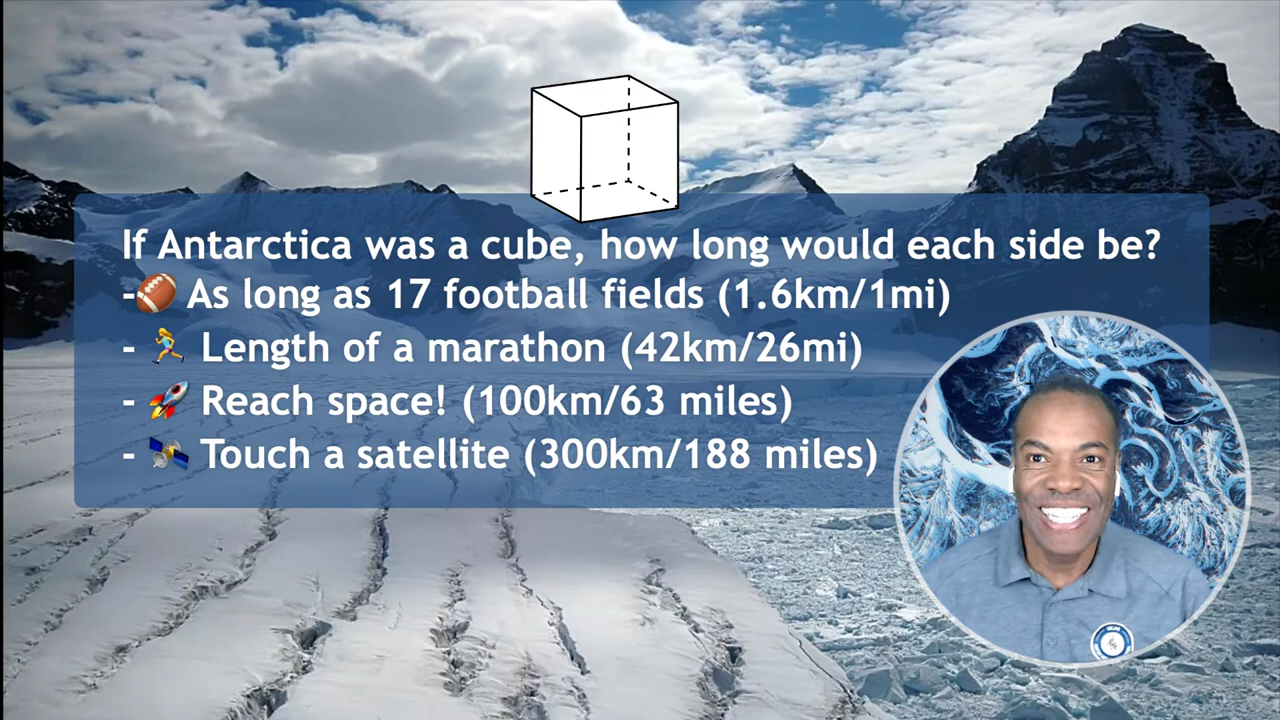 If Antarctica was a cube, how long would each side be?
-🏈 As long as 17 football fields (1.6km/1mi)
- 🏃‍♀️ Length of a marathon (42km/26mi)
- 🚀 Reach space! (100km/63 miles)
- 🛰️ Touch a satellite (300km/188 miles)